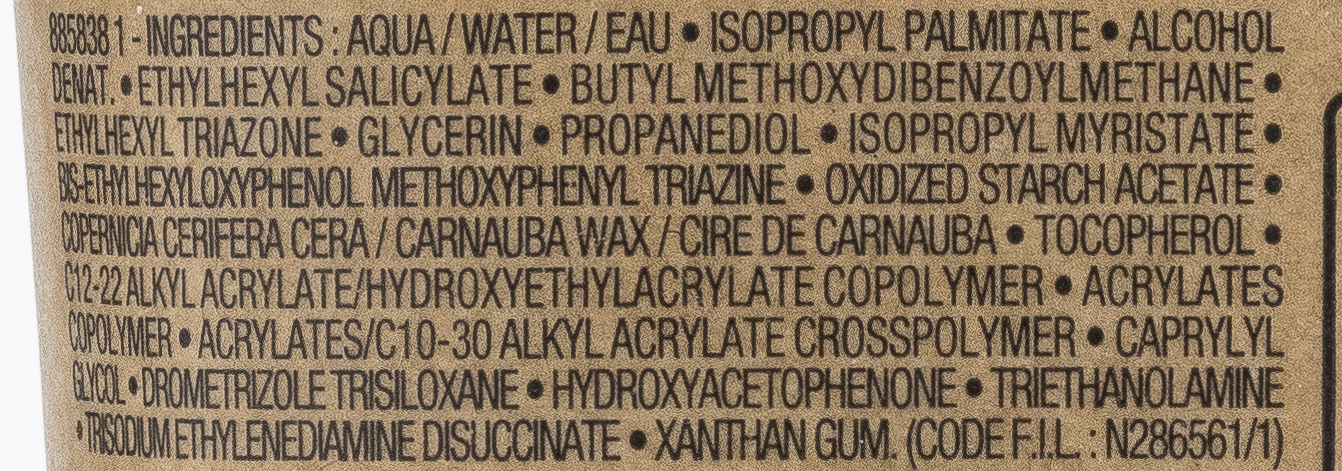 885838 1 - INGREDIENTS : AQUA / WATER / EAU • ISOPROPYL PALMITATE • ALCOHOL
DENAT. • ETHYLHEXYL SALICYLATE • BUTYL METHOXYDIBENZOYLMETHANE •
ETHYLHEXYL TRIAZONE • GLYCERIN • PROPANEDIOL • ISOPROPYL MYRISTATE •
BIS-ETHYLHEXYLOXYPHENOL METHOXYPHENYL TRIAZINE • OXIDIZED STARCH ACETATE •
COPERNICIA CERIFERA CERA / CARNAUBA WAX / CIRE DE CARNAUBA • TOCOPHEROL •
C12-22 ALKYL ACRYLATE/HYDROXYETHYLACRYLATE COPOLYMER • ACRYLATES
COPOLYMER • ACRYLATES/C10-30 ALKYL ACRYLATE CROSSPOLYMER • CAPRYLYL
GLYCOL • DROMETRIZOLE TRISILOXANE • HYDROXYACETOPHENONE • TRIETHANOLAMINE
• TRISODIUM ETHYLENEDIAMINE DISUCCINATE • XANTHAN GUM. (CODE F.I.L. : N286561/1)